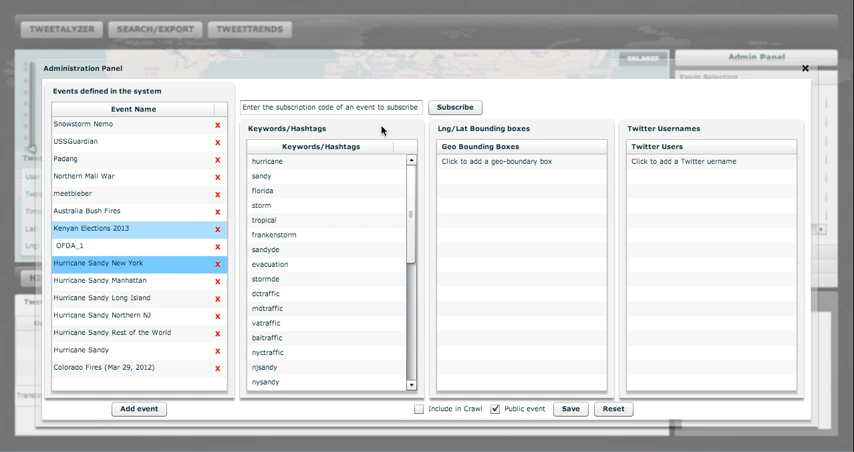 TWEETALYZER
SEARCH/EXPORT
TWEETTRENDS
ENLARGE
Admin Panel
Event Selection
Administration Panel
Events defined in the system
Event Name
Snowstorm Nemo x
USSGuardian x
Padang x
Northern Mali War x
meetbleber x
Australia Bush Fires x
Kenyan Elections 2013 x
OFDA_1 x
Hurricane Sandy New York x
Hurricane Sandy Manhattan x
Hurricane Sandy Long Island x
Hurricane Sandy Northern NJ x
Hurricane Sandy Rest of the World x
Hurricane Sandy x
Colorado Fires (Mar 29, 2012) x
Add event
Enter the subscription code of an event to subscribe
Subscribe
Keywords/Hashtags
Keywords/Hashtags
hurricane
sandy
florida
storm
tropical
frankenstorm
sandyde
evacuation
stormde
dctraffic
mdtraffic
vatraffic
baltraffic
nyctraffic
njsandy
nysandy
Lng/Lat Bounding boxes
Geo Bounding Boxes
Click to add a geo-boundary box
Twitter Usernames
Twitter Users
Click to add a Twitter uername
Include in Crawl
Public event
Save
Reset